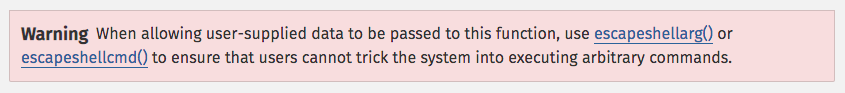 Warning When allowing user-supplied data to be passed to this function, use escapeshellarg() or
escapeshellcmd() to ensure that users cannot trick the system into executing arbitrary commands.